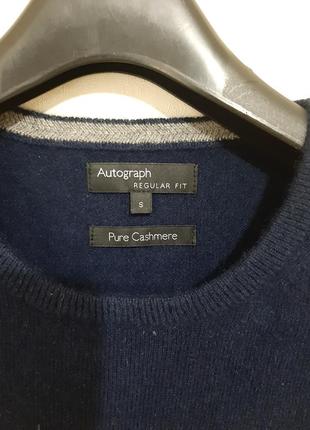 Autograph
REGULAR FIT
S
Pure Cashmere